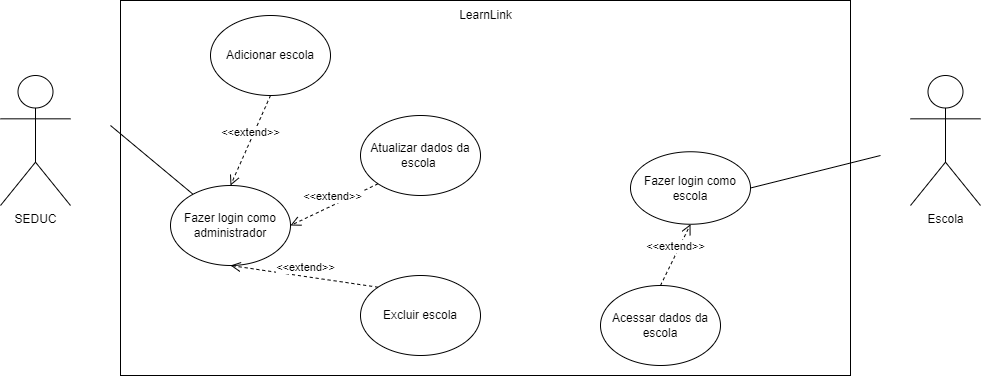 LearnLink
Adicionar escola
<<extend>>
Atualizar dados da
escola
<<extend>>
SEDUC
Fazer login como
administrador
<<extend>>
Excluir escola
Fazer login como
escola
Escola
<<extend>>
Acessar dados da
escola